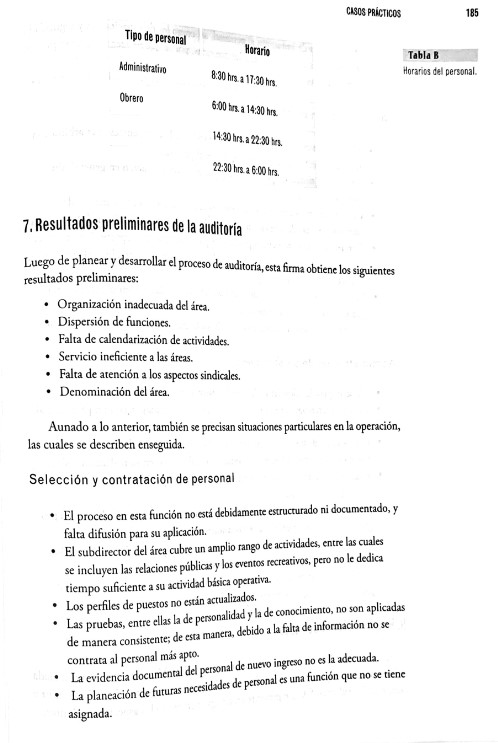 CASOS PRÁCTICOS 185
Tipo de personal Horario
Administrativo 8:30 hrs. a 17:30 hrs.
Obrero 6:00 hrs. a 14:30 hrs.
14:30 hrs. a 22:30 hrs.
22:30 hrs. a 6:00 hrs.
Tabla B
Horarios del personal.
7. Resultados preliminares de la auditoría
Luego de planear y desarrollar el proceso de auditoría, esta firma obtiene los siguientes
resultados preliminares:
• Organización inadecuada del área.
• Dispersión de funciones.
• Falta de calendarización de actividades.
• Servicio ineficiente a las áreas.
• Falta de atención a los aspectos sindicales.
• Denominación del área.
Aunado a lo anterior, también se precisan situaciones particulares en la operación,
las cuales se describen enseguida.
Selección y contratación de personal
• El proceso en esta función no está debidamente estructurado ni documentado, y
falta difusión para su aplicación.
• El subdirector del área cubre un amplio rango de actividades, entre las cuales
se incluyen las relaciones públicas y los eventos recreativos, pero no le dedica
tiempo suficiente a su actividad básica operativa.
• Los perfiles de puestos no están actualizados.
• Las pruebas, entre ellas la de personalidad y la de conocimiento, no son aplicadas
de manera consistente; de esta manera, debido a la falta de información no se
contrata al personal más apto.
• La evidencia documental del personal de nuevo ingreso no es la adecuada.
• La planeación de futuras necesidades de personal es una función que no se tiene
asignada.